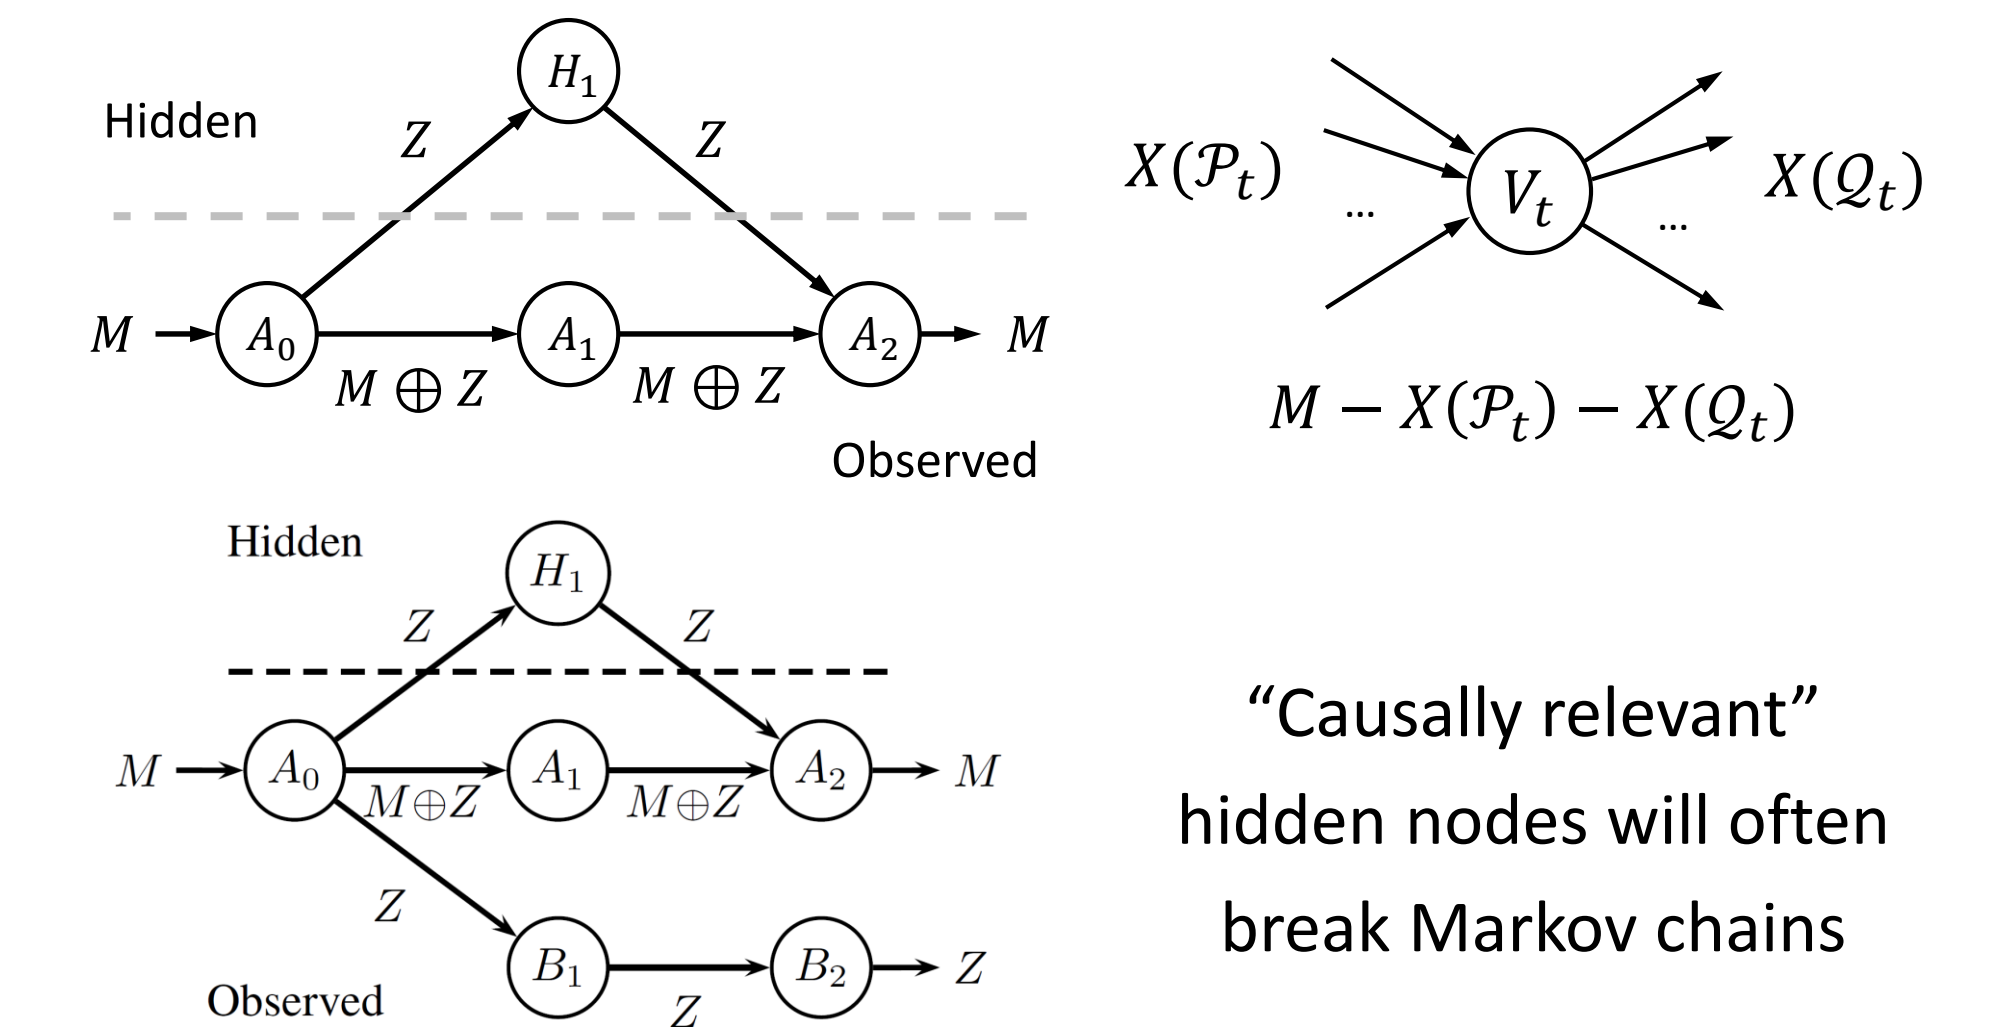 H₁
Hidden
Z Z
M A₀ A₁ A₂ M
M ⊕ Z M ⊕ Z
Observed
X(𝒫ₜ) Vₜ X(𝒬ₜ)
... ...
M − X(𝒫ₜ) − X(𝒬ₜ)
Hidden
H₁
Z Z
M A₀ A₁ A₂ M
M⊕Z M⊕Z
Z
B₁ B₂ Z
Observed
Z
“Causally relevant”
hidden nodes will often
break Markov chains